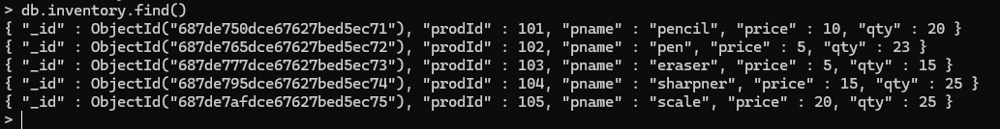 > db.inventory.find()
{ "_id" : ObjectId("687de750dce67627bed5ec71"), "prodId" : 101, "pname" : "pencil", "price" : 10, "qty" : 20 }
{ "_id" : ObjectId("687de765dce67627bed5ec72"), "prodId" : 102, "pname" : "pen", "price" : 5, "qty" : 23 }
{ "_id" : ObjectId("687de777dce67627bed5ec73"), "prodId" : 103, "pname" : "eraser", "price" : 5, "qty" : 15 }
{ "_id" : ObjectId("687de795dce67627bed5ec74"), "prodId" : 104, "pname" : "sharpner", "price" : 15, "qty" : 25 }
{ "_id" : ObjectId("687de7afdce67627bed5ec75"), "prodId" : 105, "pname" : "scale", "price" : 20, "qty" : 25 }
>